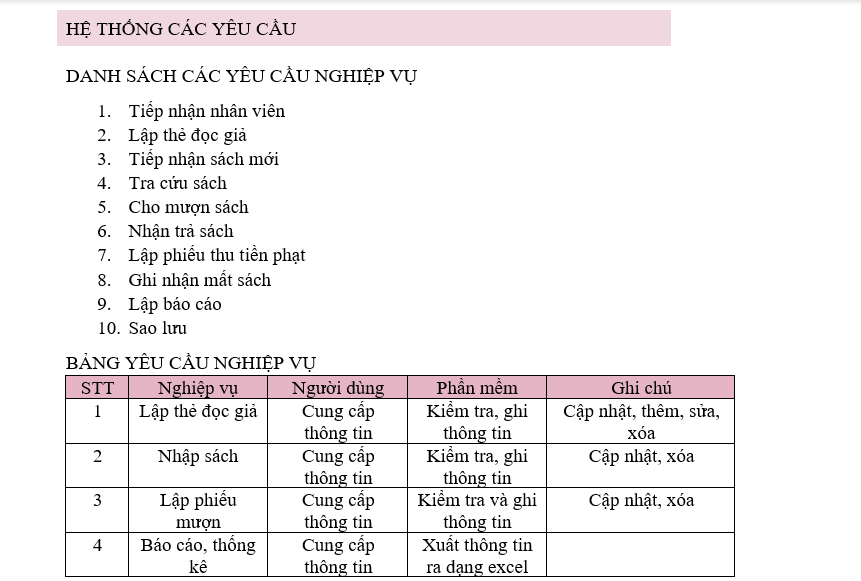 HỆ THỐNG CÁC YÊU CẦU
DANH SÁCH CÁC YÊU CẦU NGHIỆP VỤ
1. Tiếp nhận nhân viên
2. Lập thẻ đọc giả
3. Tiếp nhận sách mới
4. Tra cứu sách
5. Cho mượn sách
6. Nhận trả sách
7. Lập phiếu thu tiền phạt
8. Ghi nhận mất sách
9. Lập báo cáo
10. Sao lưu
BẢNG YÊU CẦU NGHIỆP VỤ
STT Nghiệp vụ Người dùng Phần mềm Ghi chú
1 Lập thẻ đọc giả Cung cấp Kiểm tra, ghi Cập nhật, thêm, sửa,
thông tin thông tin xóa
2 Nhập sách Cung cấp Kiểm tra, ghi Cập nhật, xóa
thông tin thông tin
3 Lập phiếu Cung cấp Kiểm tra và ghi Cập nhật, xóa
mượn thông tin thông tin
4 Báo cáo, thống Cung cấp Xuất thông tin
kê thông tin ra dạng excel